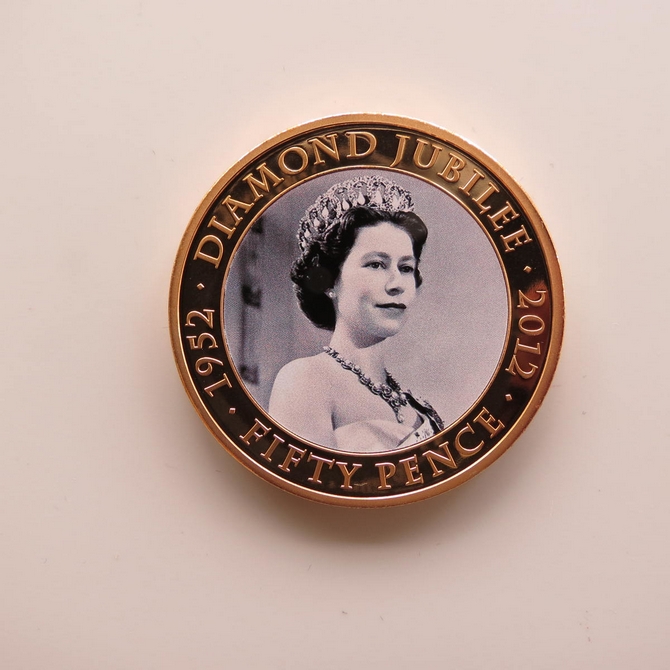 DIAMOND JUBILEE · 2012 · FIFTY PENCE · 1952 ·